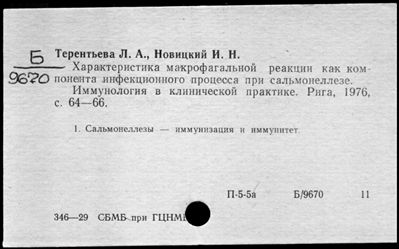 Б
9670
Терентьева Л. А., Новицкий И. Н.
Характеристика макрофагальной реакции как ком-
понента инфекционного процесса при сальмонеллезе.
Иммунология в клинической практике. Рига, 1976,
с. 64—66.
1. Сальмонеллезы — иммунизация и иммунитет.
П-5-5а Б/9670 11
346—29 СБМБ при ГЦНМБ